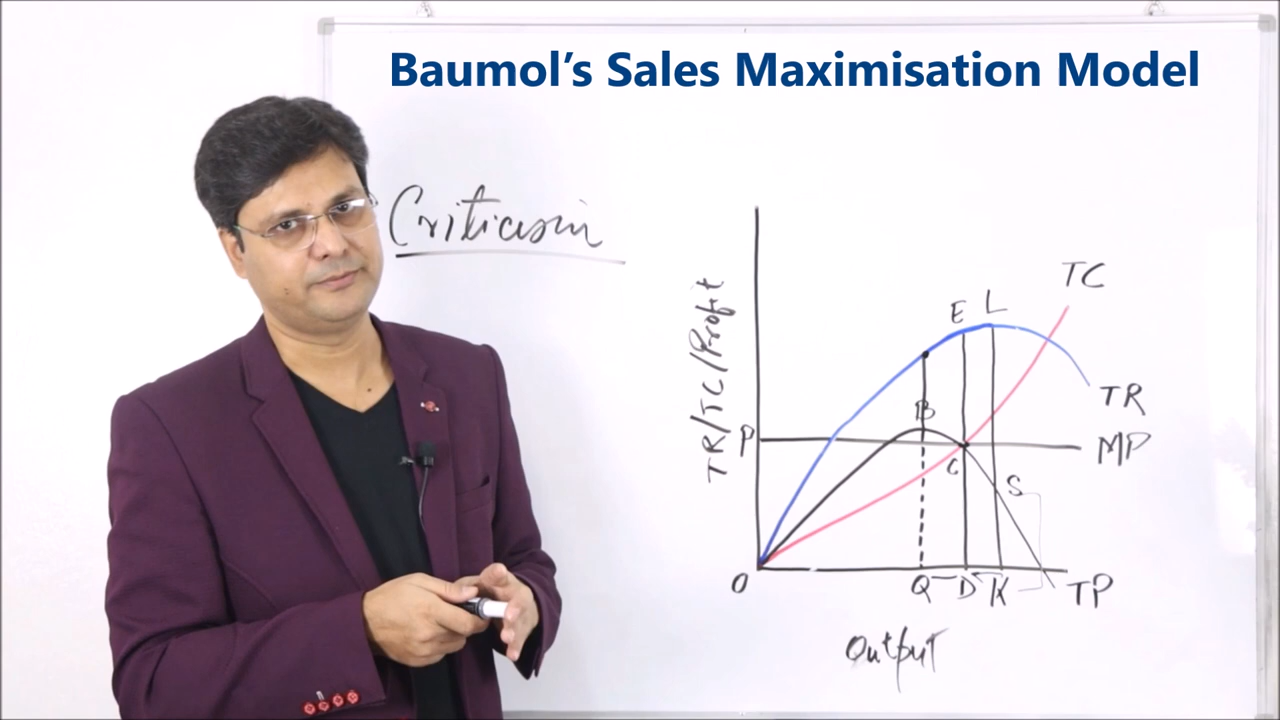 Baumol's Sales Maximisation Model
Criticism
TR/TC/Profit
TC
E L
TR
B
P
MP
C
S
O
Q D K
TP
Output